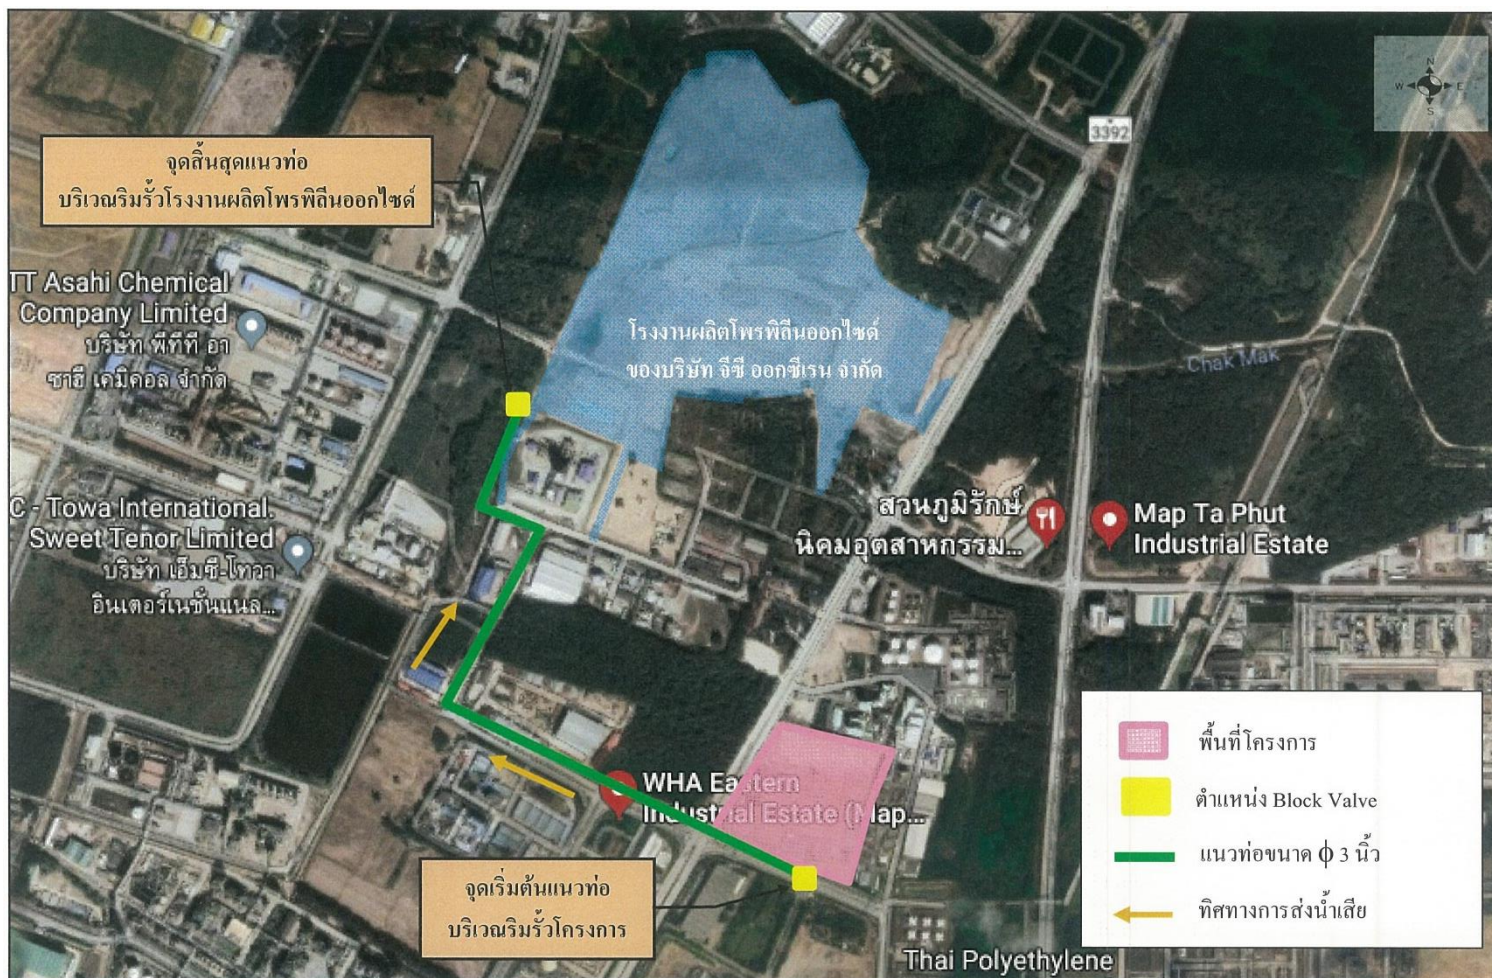 N
W E
S
3392
จุดสิ้นสุดแนวท่อ
บริเวณริมรั้วโรงงานผลิตโพรพิลีนออกไซด์
TT Asahi Chemical
Company Limited
บริษัท พีทีที อา
ซาฮี เคมิคอล จำกัด
โรงงานผลิตโพรพิลีนออกไซด์
ของบริษัท จีซี ออกซีเรน จำกัด
Chak Mak
C - Towa International.
Sweet Tenor Limited
บริษัท เอ็มซี-โทวา
อินเตอร์เนชั่นแนล...
สวนภูมิรักษ์
นิคมอุตสาหกรรม...
Map Ta Phut
Industrial Estate
WHA Eastern
Industrial Estate (Map...
จุดเริ่มต้นแนวท่อ
บริเวณริมรั้วโครงการ
พื้นที่โครงการ
ตำแหน่ง Block Valve
แนวท่อขนาด ϕ 3 นิ้ว
ทิศทางการส่งน้ำเสีย
Thai Polyethylene